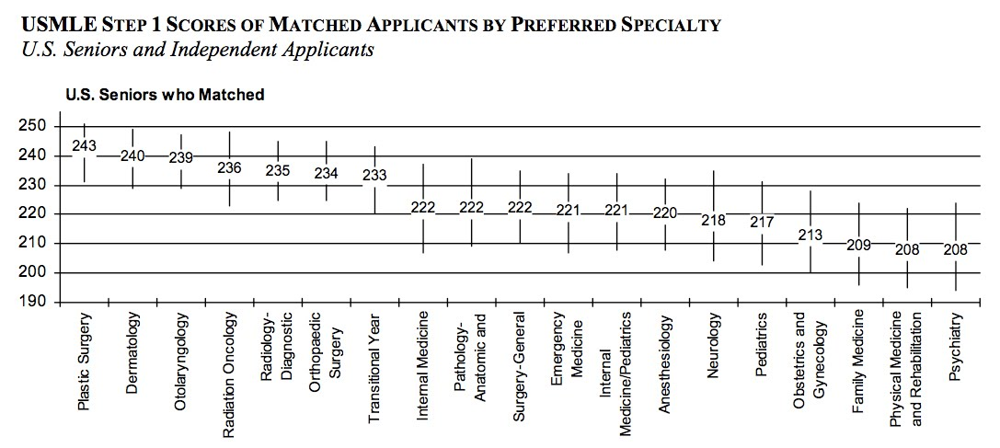 USMLE STEP 1 SCORES OF MATCHED APPLICANTS BY PREFERRED SPECIALTY
U.S. Seniors and Independent Applicants
U.S. Seniors who Matched
250
240
230
220
210
200
190
243
240
239
236
235
234
233
222
222
222
221
221
220
218
217
213
209
208
208
Plastic Surgery
Dermatology
Otolaryngology
Radiation Oncology
Radiology-
Diagnostic
Orthopaedic
Surgery
Transitional Year
Internal Medicine
Pathology-
Anatomic and
Surgery-General
Emergency
Medicine
Internal
Medicine/Pediatrics
Anesthesiology
Neurology
Pediatrics
Obstetrics and
Gynecology
Family Medicine
Physical Medicine
and Rehabilitation
Psychiatry